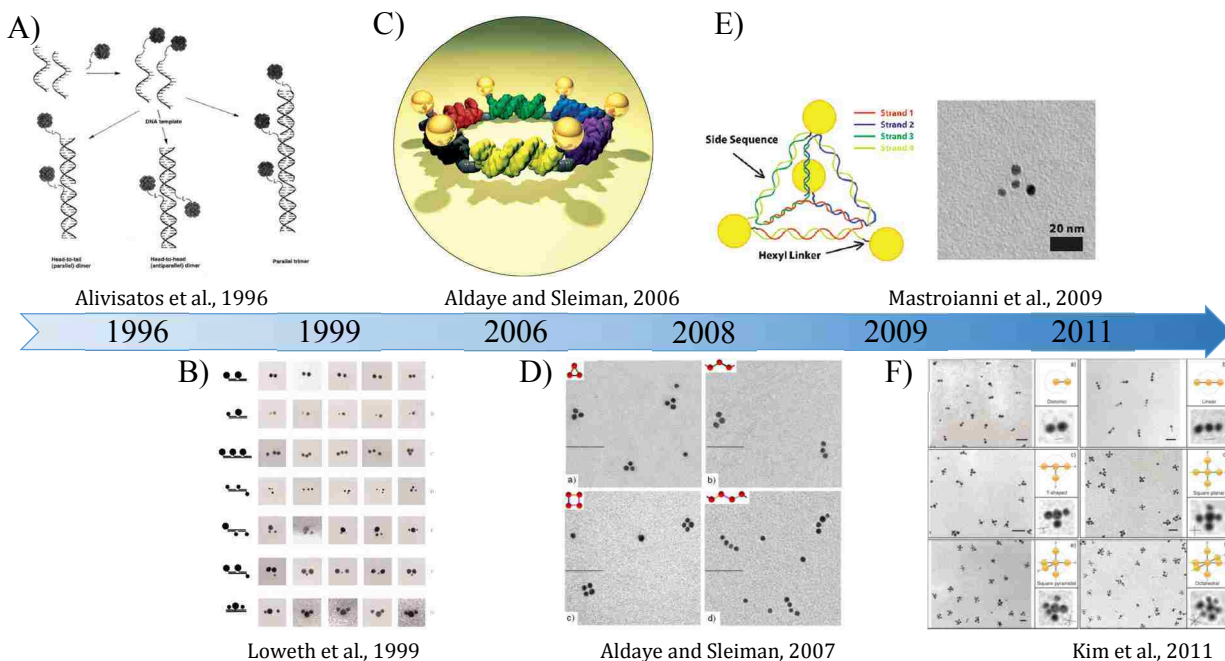 A)
DNA template
Head-to-tail
(parallel) dimer
Head-to-head
(antiparallel) dimer
Parallel trimer
Alivisatos et al., 1996
C)
Aldaye and Sleiman, 2006
E)
Side Sequence
Strand 1
Strand 2
Strand 3
Strand 4
Hexyl Linker
20 nm
Mastroianni et al., 2009
1996
1999
2006
2008
2009
2011
B)
Loweth et al., 1999
D)
a)
b)
c)
d)
Aldaye and Sleiman, 2007
F)
a)
Diatomic
Linear
c)
T-shaped
Square planar
e)
Square pyramidal
Octahedral
Kim et al., 2011